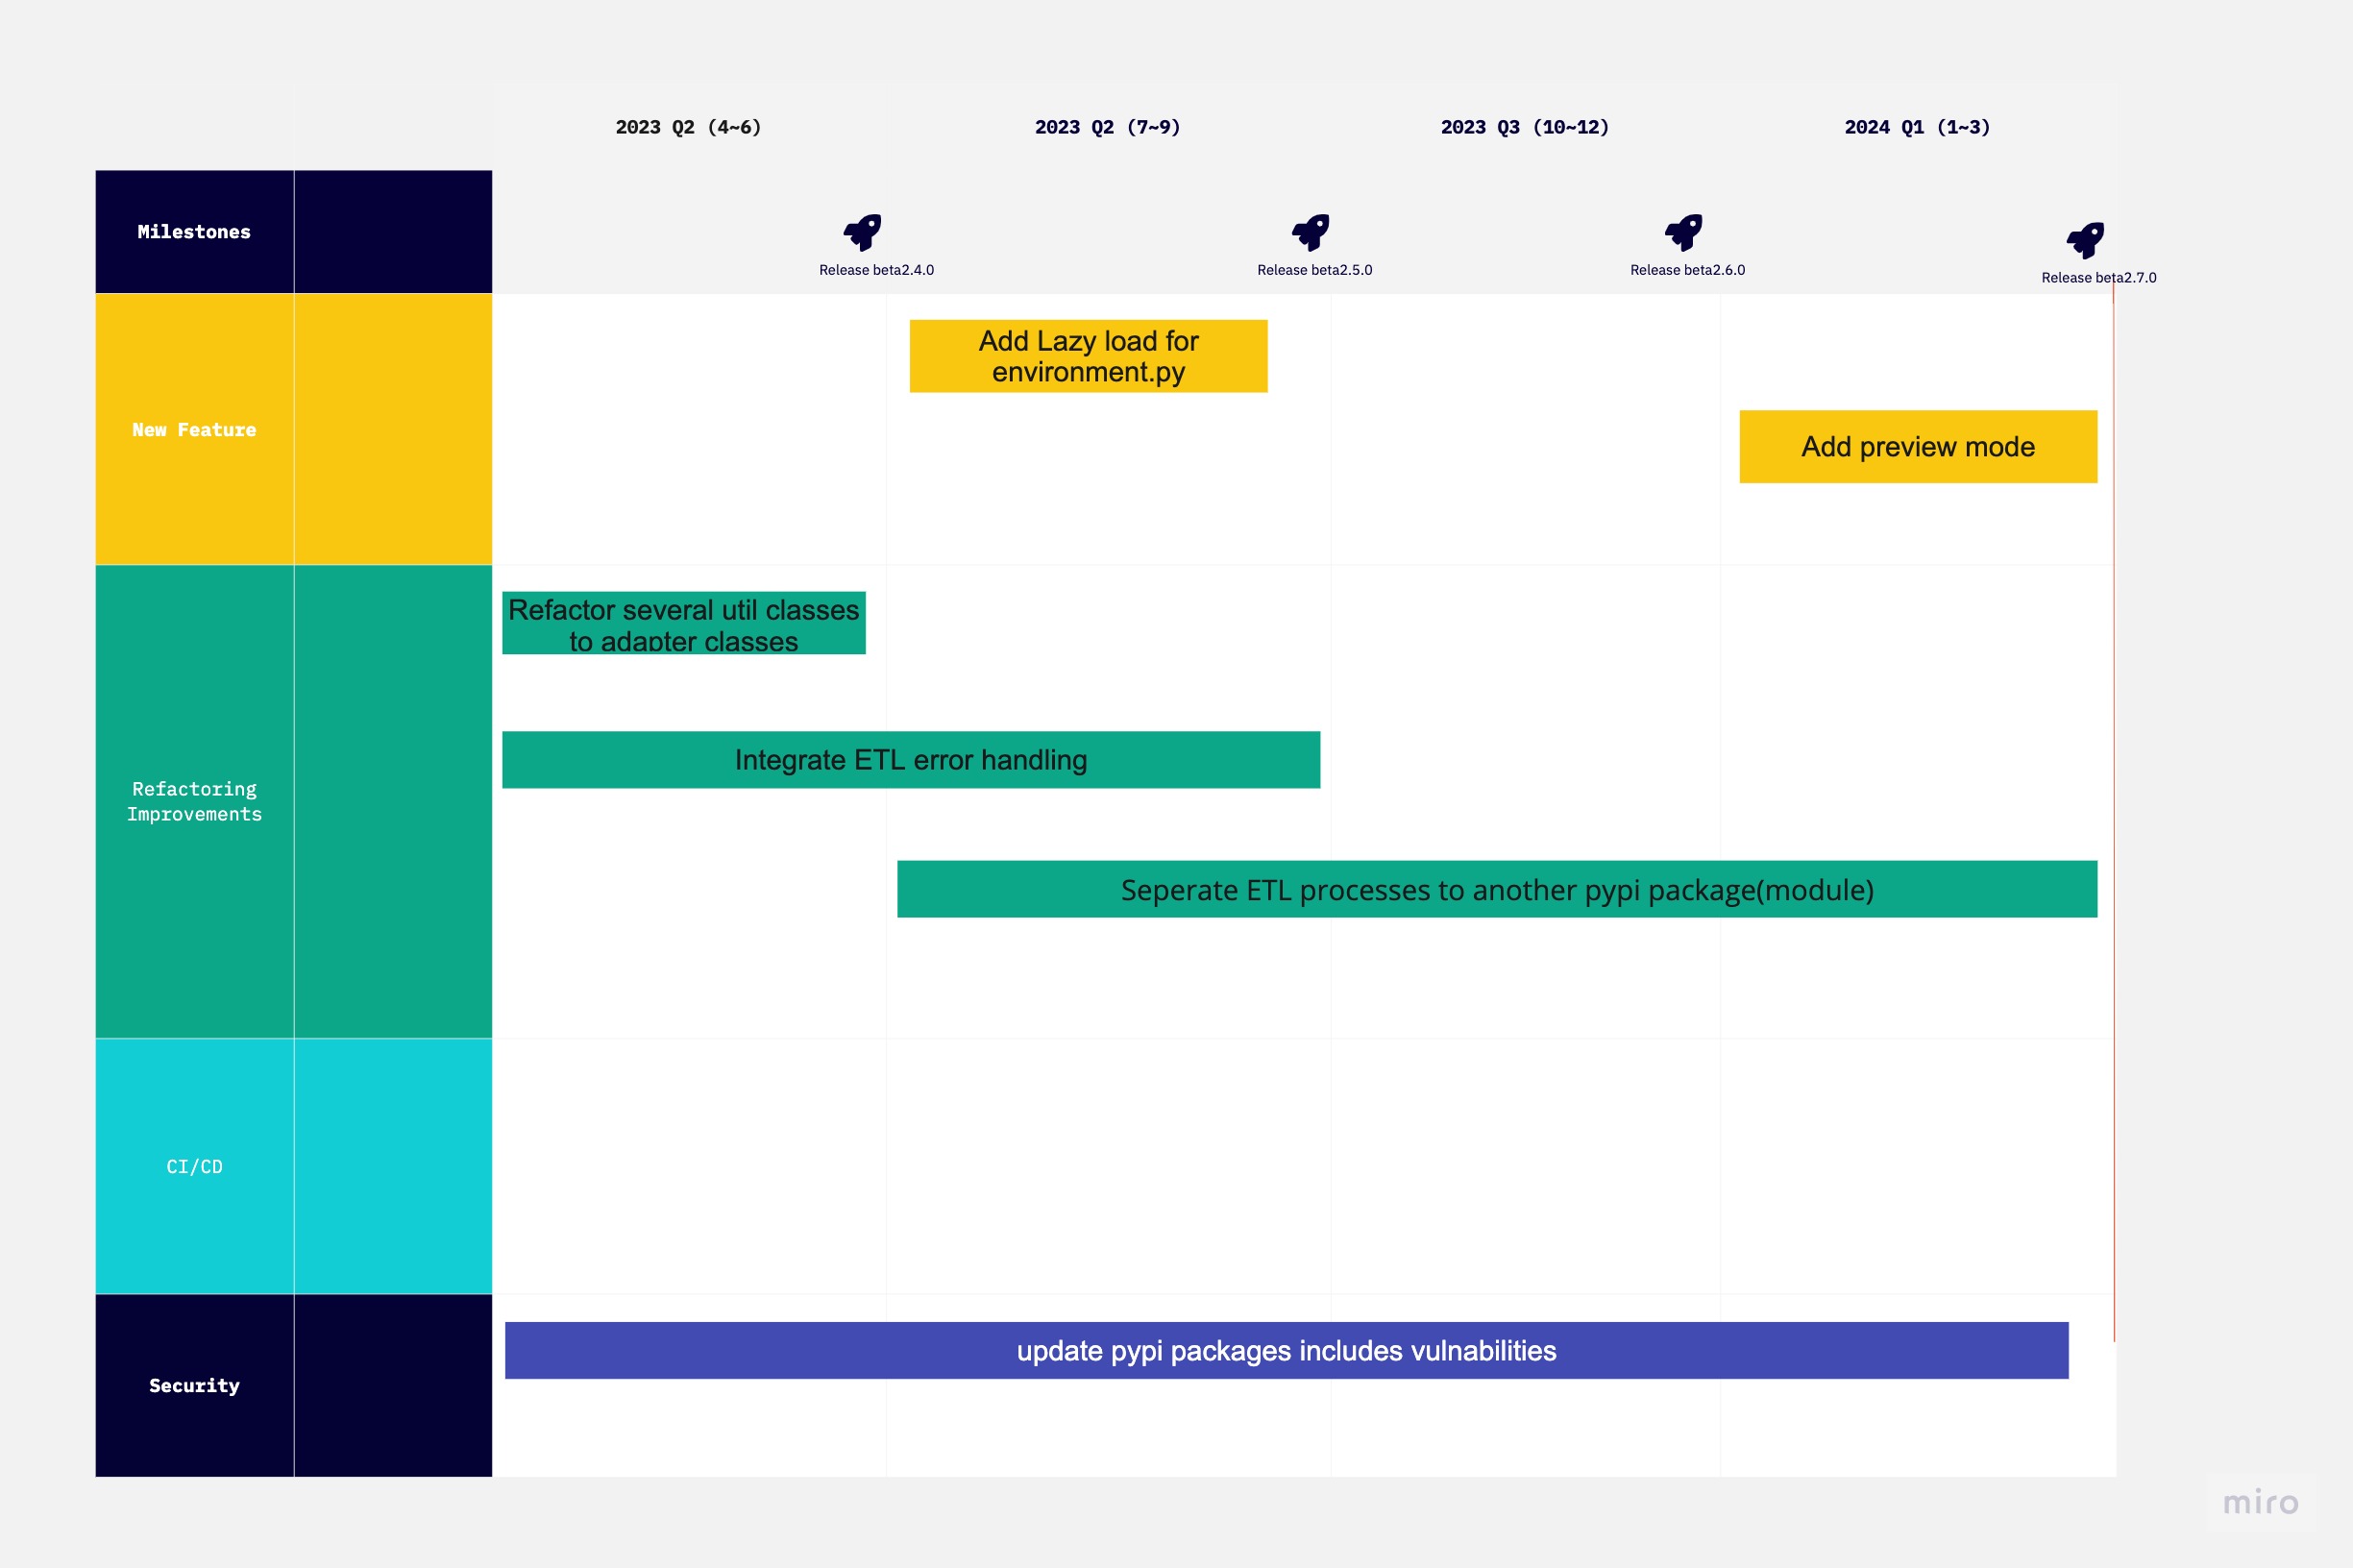 2023 Q2 (4~6)
2023 Q2 (7~9)
2023 Q3 (10~12)
2024 Q1 (1~3)
Milestones
Release beta2.4.0
Release beta2.5.0
Release beta2.6.0
Release beta2.7.0
New Feature
Add Lazy load for
environment.py
Add preview mode
Refactoring
Improvements
Refactor several util classes
to adapter classes
Integrate ETL error handling
Seperate ETL processes to another pypi package(module)
CI/CD
Security
update pypi packages includes vulnabilities
miro